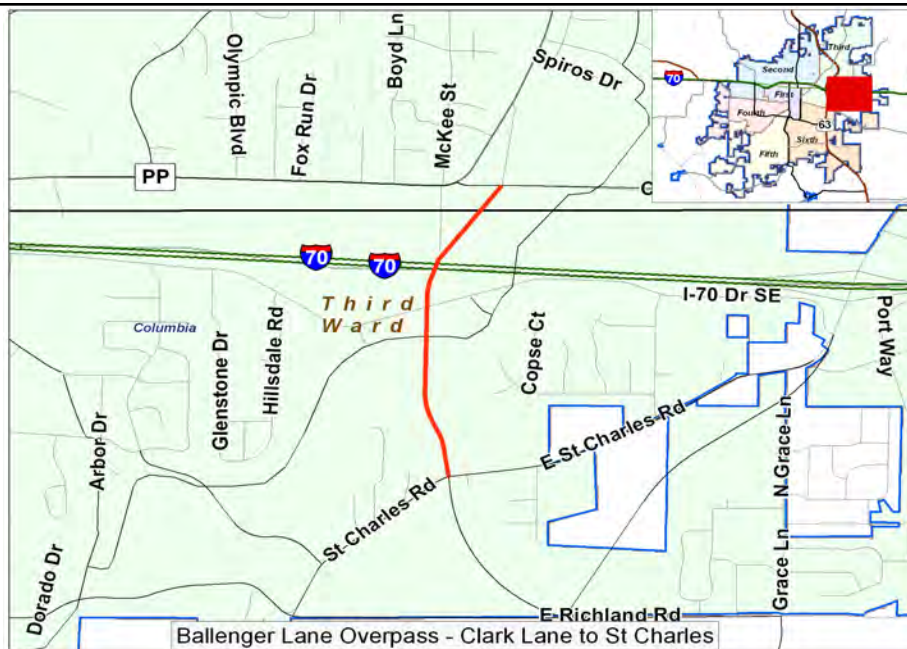 Olympic Blvd
Fox Run Dr
Boyd Ln
McKee St
Spiros Dr
Third
Second
70
First
Fourth
63
Sixth
Fifth
PP
C
70
70
I-70 Dr SE
Third
Ward
Columbia
Port Way
Glenstone Dr
Hillsdale Rd
Copse Ct
Arbor Dr
E St Charles Rd
N Grace Ln
St Charles Rd
Grace Ln
Dorado Dr
E Richland Rd
Ballenger Lane Overpass - Clark Lane to St Charles